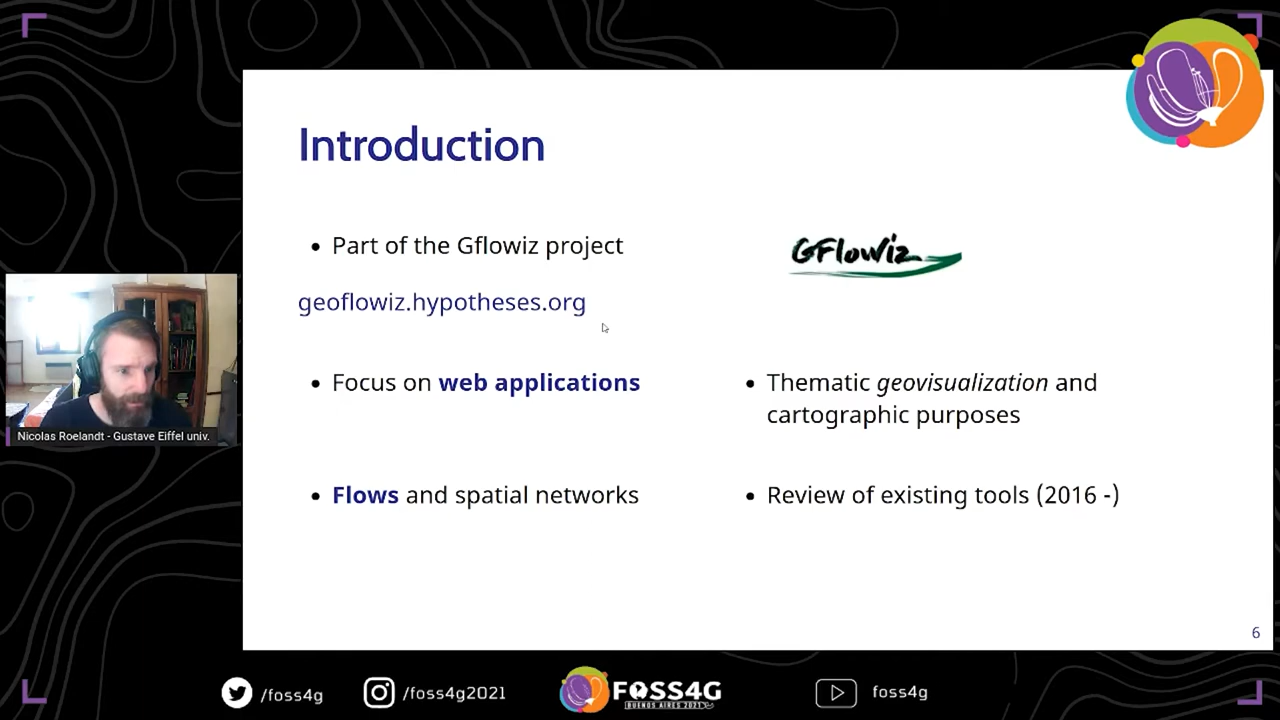 Introduction
Part of the Gflowiz project
GFlowiz
geoflowiz.hypotheses.org
Focus on web applications
Thematic geovisualization and
cartographic purposes
Flows and spatial networks
Review of existing tools (2016 -)
Nicolas Roelandt - Gustave Eiffel univ.
6
/foss4g
/foss4g2021
FOSS4G
BUENOS AIRES 2021
foss4g